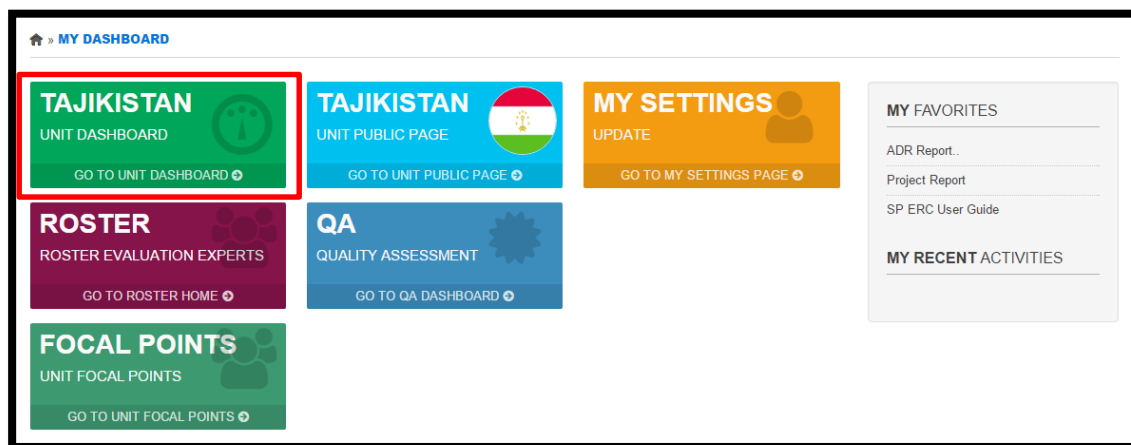 » MY DASHBOARD
TAJIKISTAN
UNIT DASHBOARD
GO TO UNIT DASHBOARD
TAJIKISTAN
UNIT PUBLIC PAGE
GO TO UNIT PUBLIC PAGE
MY SETTINGS
UPDATE
GO TO MY SETTINGS PAGE
ROSTER
ROSTER EVALUATION EXPERTS
GO TO ROSTER HOME
QA
QUALITY ASSESSMENT
GO TO QA DASHBOARD
FOCAL POINTS
UNIT FOCAL POINTS
GO TO UNIT FOCAL POINTS
MY FAVORITES
ADR Report..
Project Report
SP ERC User Guide
MY RECENT ACTIVITIES